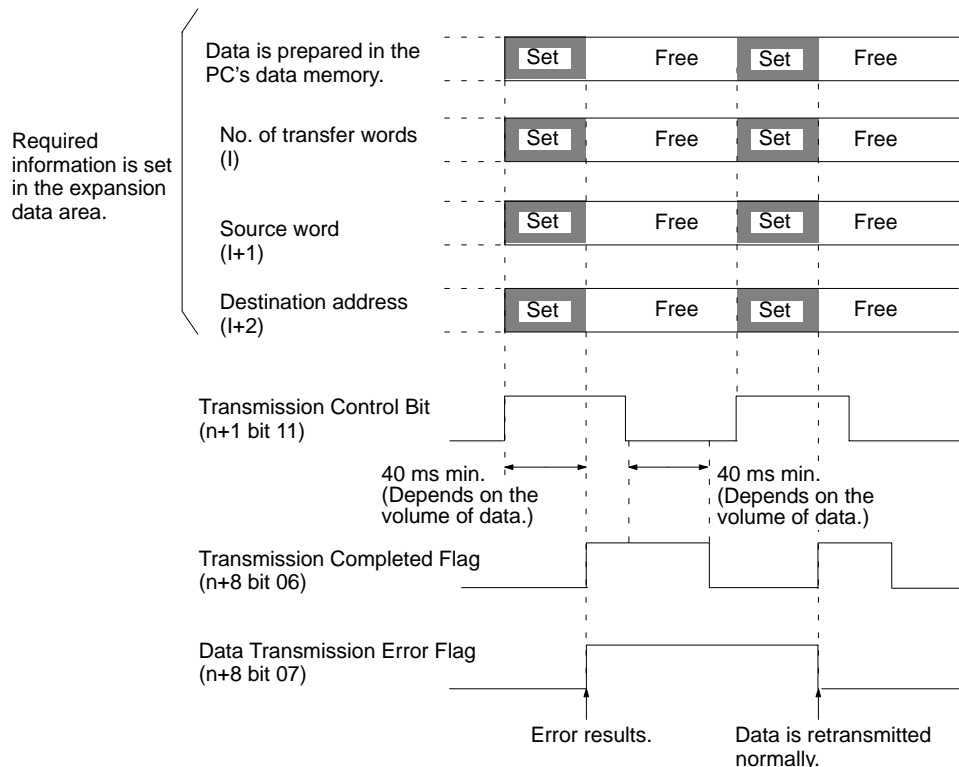 Required
information is set
in the expansion
data area.
Data is prepared in the
PC's data memory.
Set Free Set Free
No. of transfer words
(I)
Set Free Set Free
Source word
(I+1)
Set Free Set Free
Destination address
(I+2)
Set Free Set Free
Transmission Control Bit
(n+1 bit 11)
40 ms min.
(Depends on the
volume of data.)
40 ms min.
(Depends on the
volume of data.)
Transmission Completed Flag
(n+8 bit 06)
Data Transmission Error Flag
(n+8 bit 07)
Error results.
Data is retransmitted
normally.